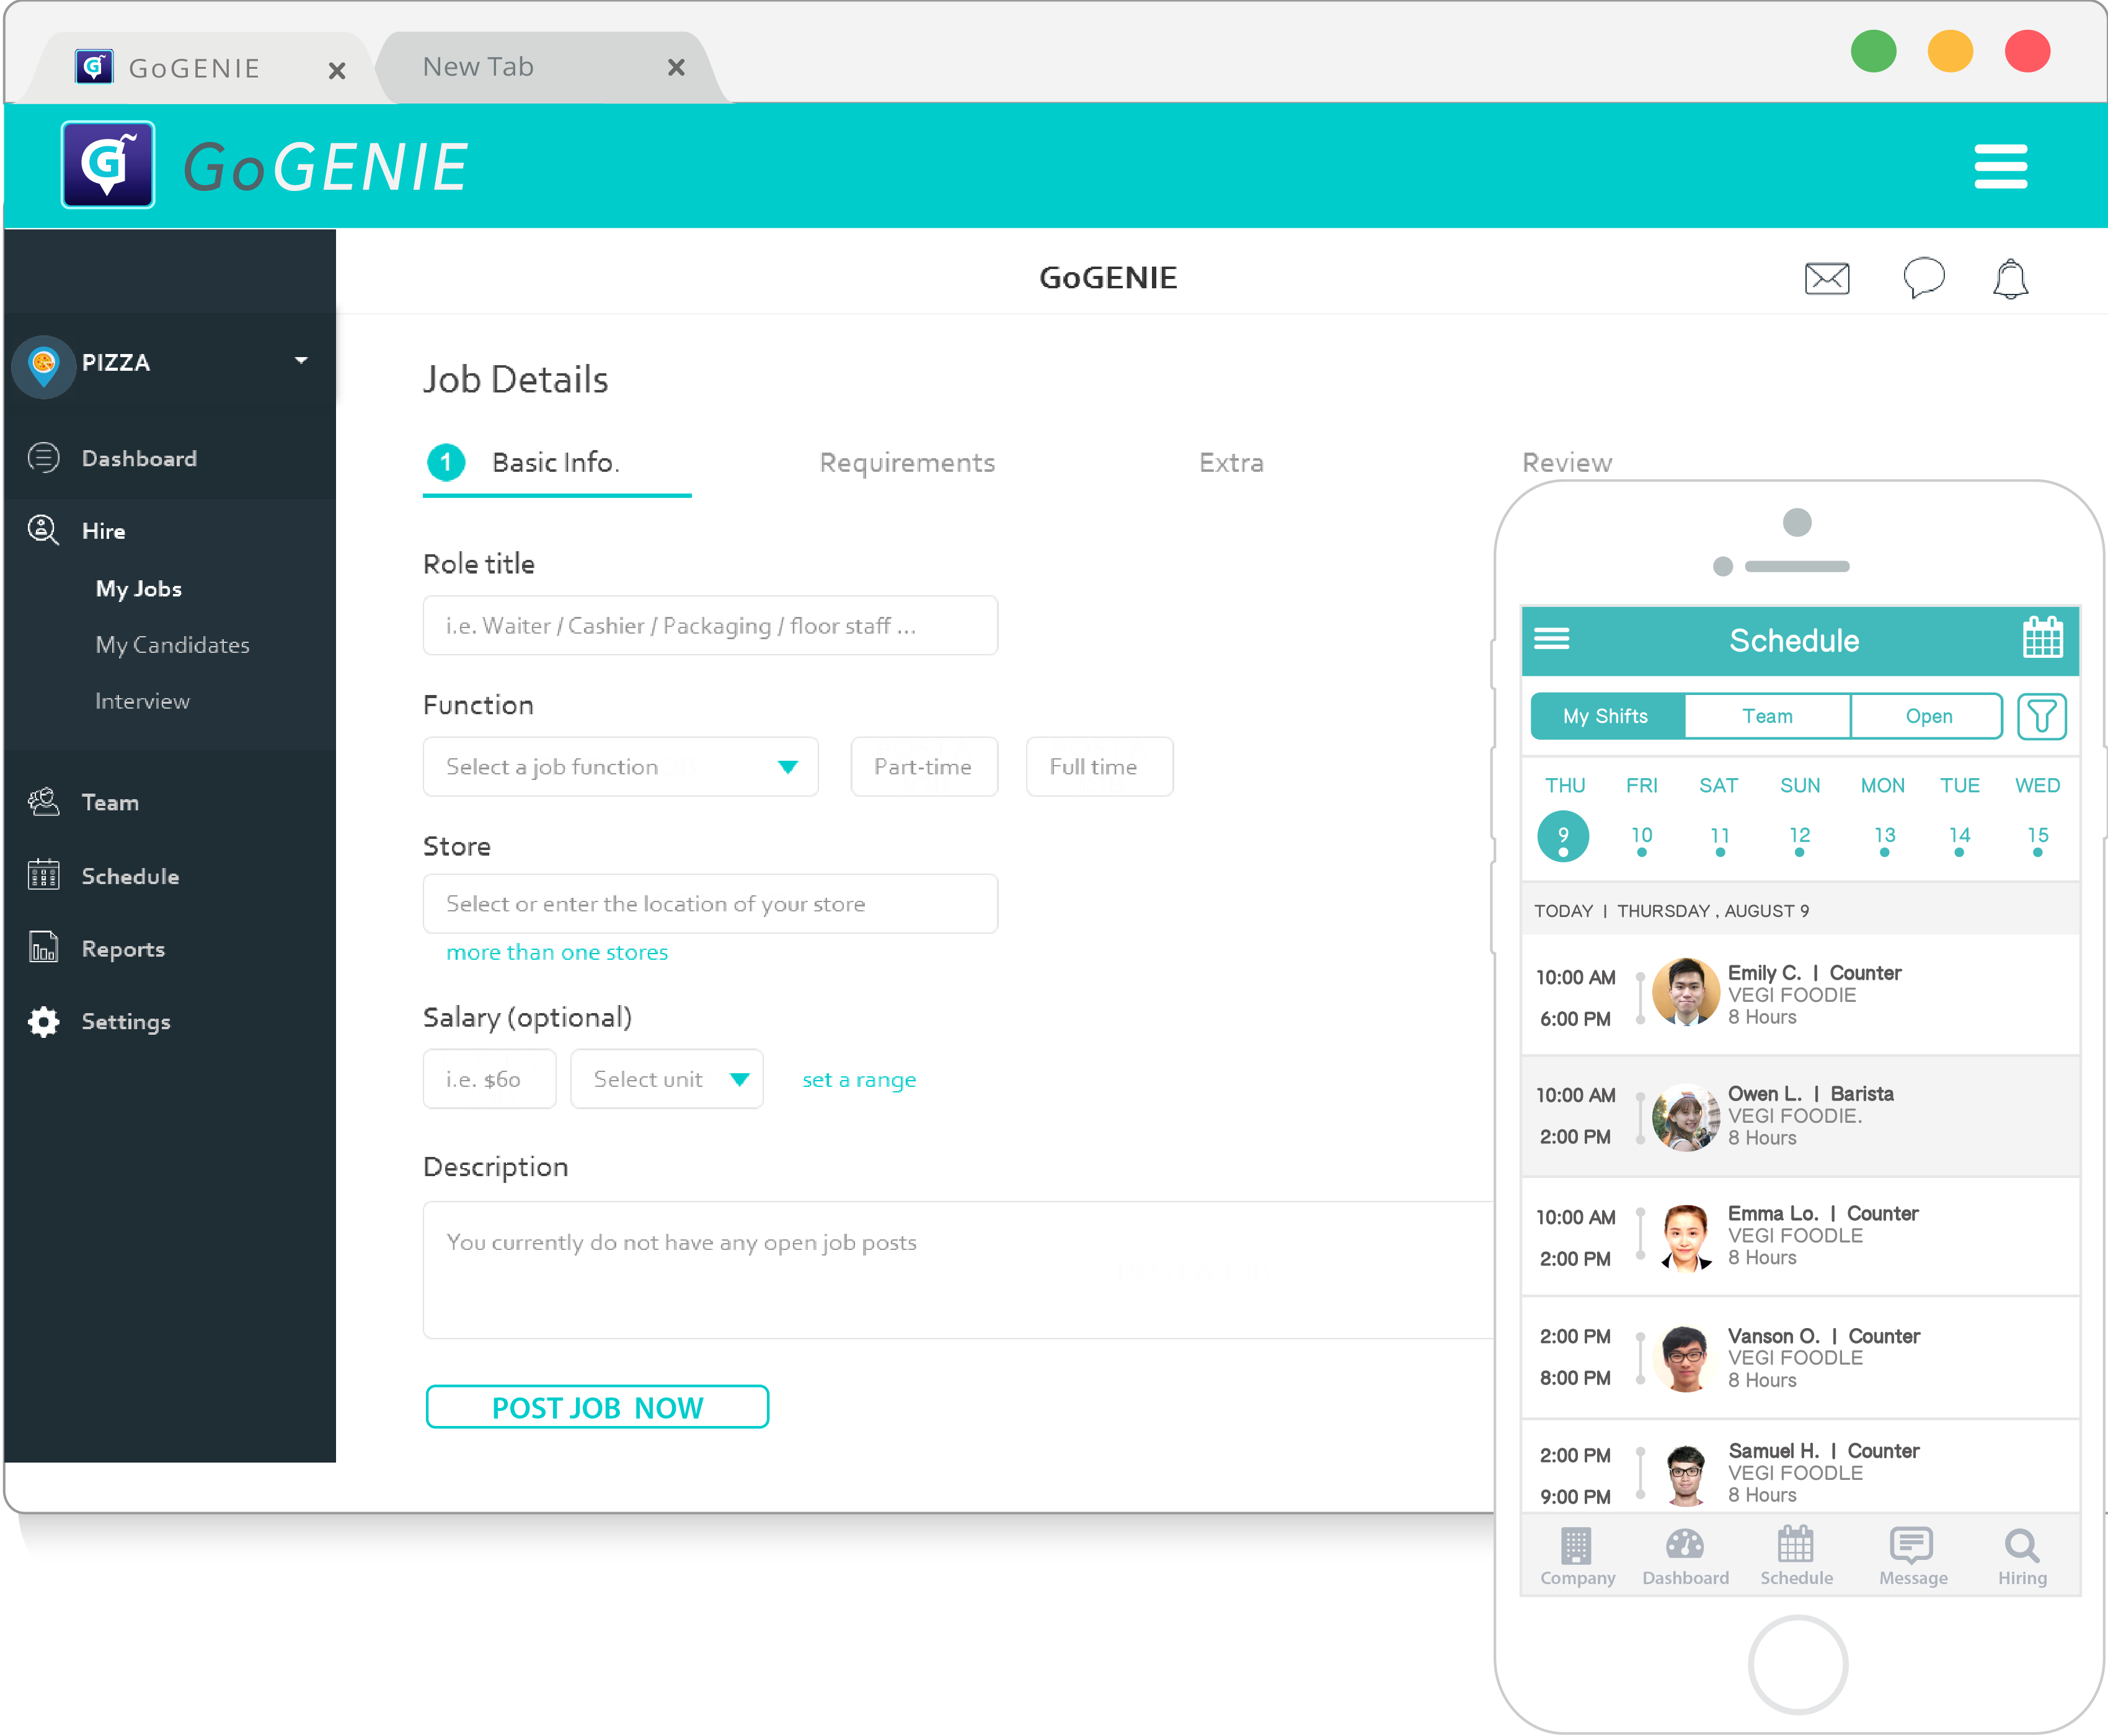 GoGENIE
New Tab
GoGENIE
GoGENIE
PIZZA
Dashboard
Hire
My Jobs
My Candidates
Interview
Team
Schedule
Reports
Settings
Job Details
1 Basic Info. Requirements Extra Review
Role title
i.e. Waiter / Cashier / Packaging / floor staff ...
Function
Select a job function Part-time Full time
Store
Select or enter the location of your store
more than one stores
Salary (optional)
i.e. $60 Select unit set a range
Description
You currently do not have any open job posts
POST JOB NOW
Schedule
My Shifts Team Open
THU FRI SAT SUN MON TUE WED
9 10 11 12 13 14 15
TODAY | THURSDAY , AUGUST 9
10:00 AM
6:00 PM
Emily C. | Counter
VEGI FOODIE
8 Hours
10:00 AM
2:00 PM
Owen L. | Barista
VEGI FOODIE.
8 Hours
10:00 AM
2:00 PM
Emma Lo. | Counter
VEGI FOODLE
8 Hours
2:00 PM
8:00 PM
Vanson O. | Counter
VEGI FOODLE
8 Hours
2:00 PM
9:00 PM
Samuel H. | Counter
VEGI FOODLE
8 Hours
Company Dashboard Schedule Message Hiring